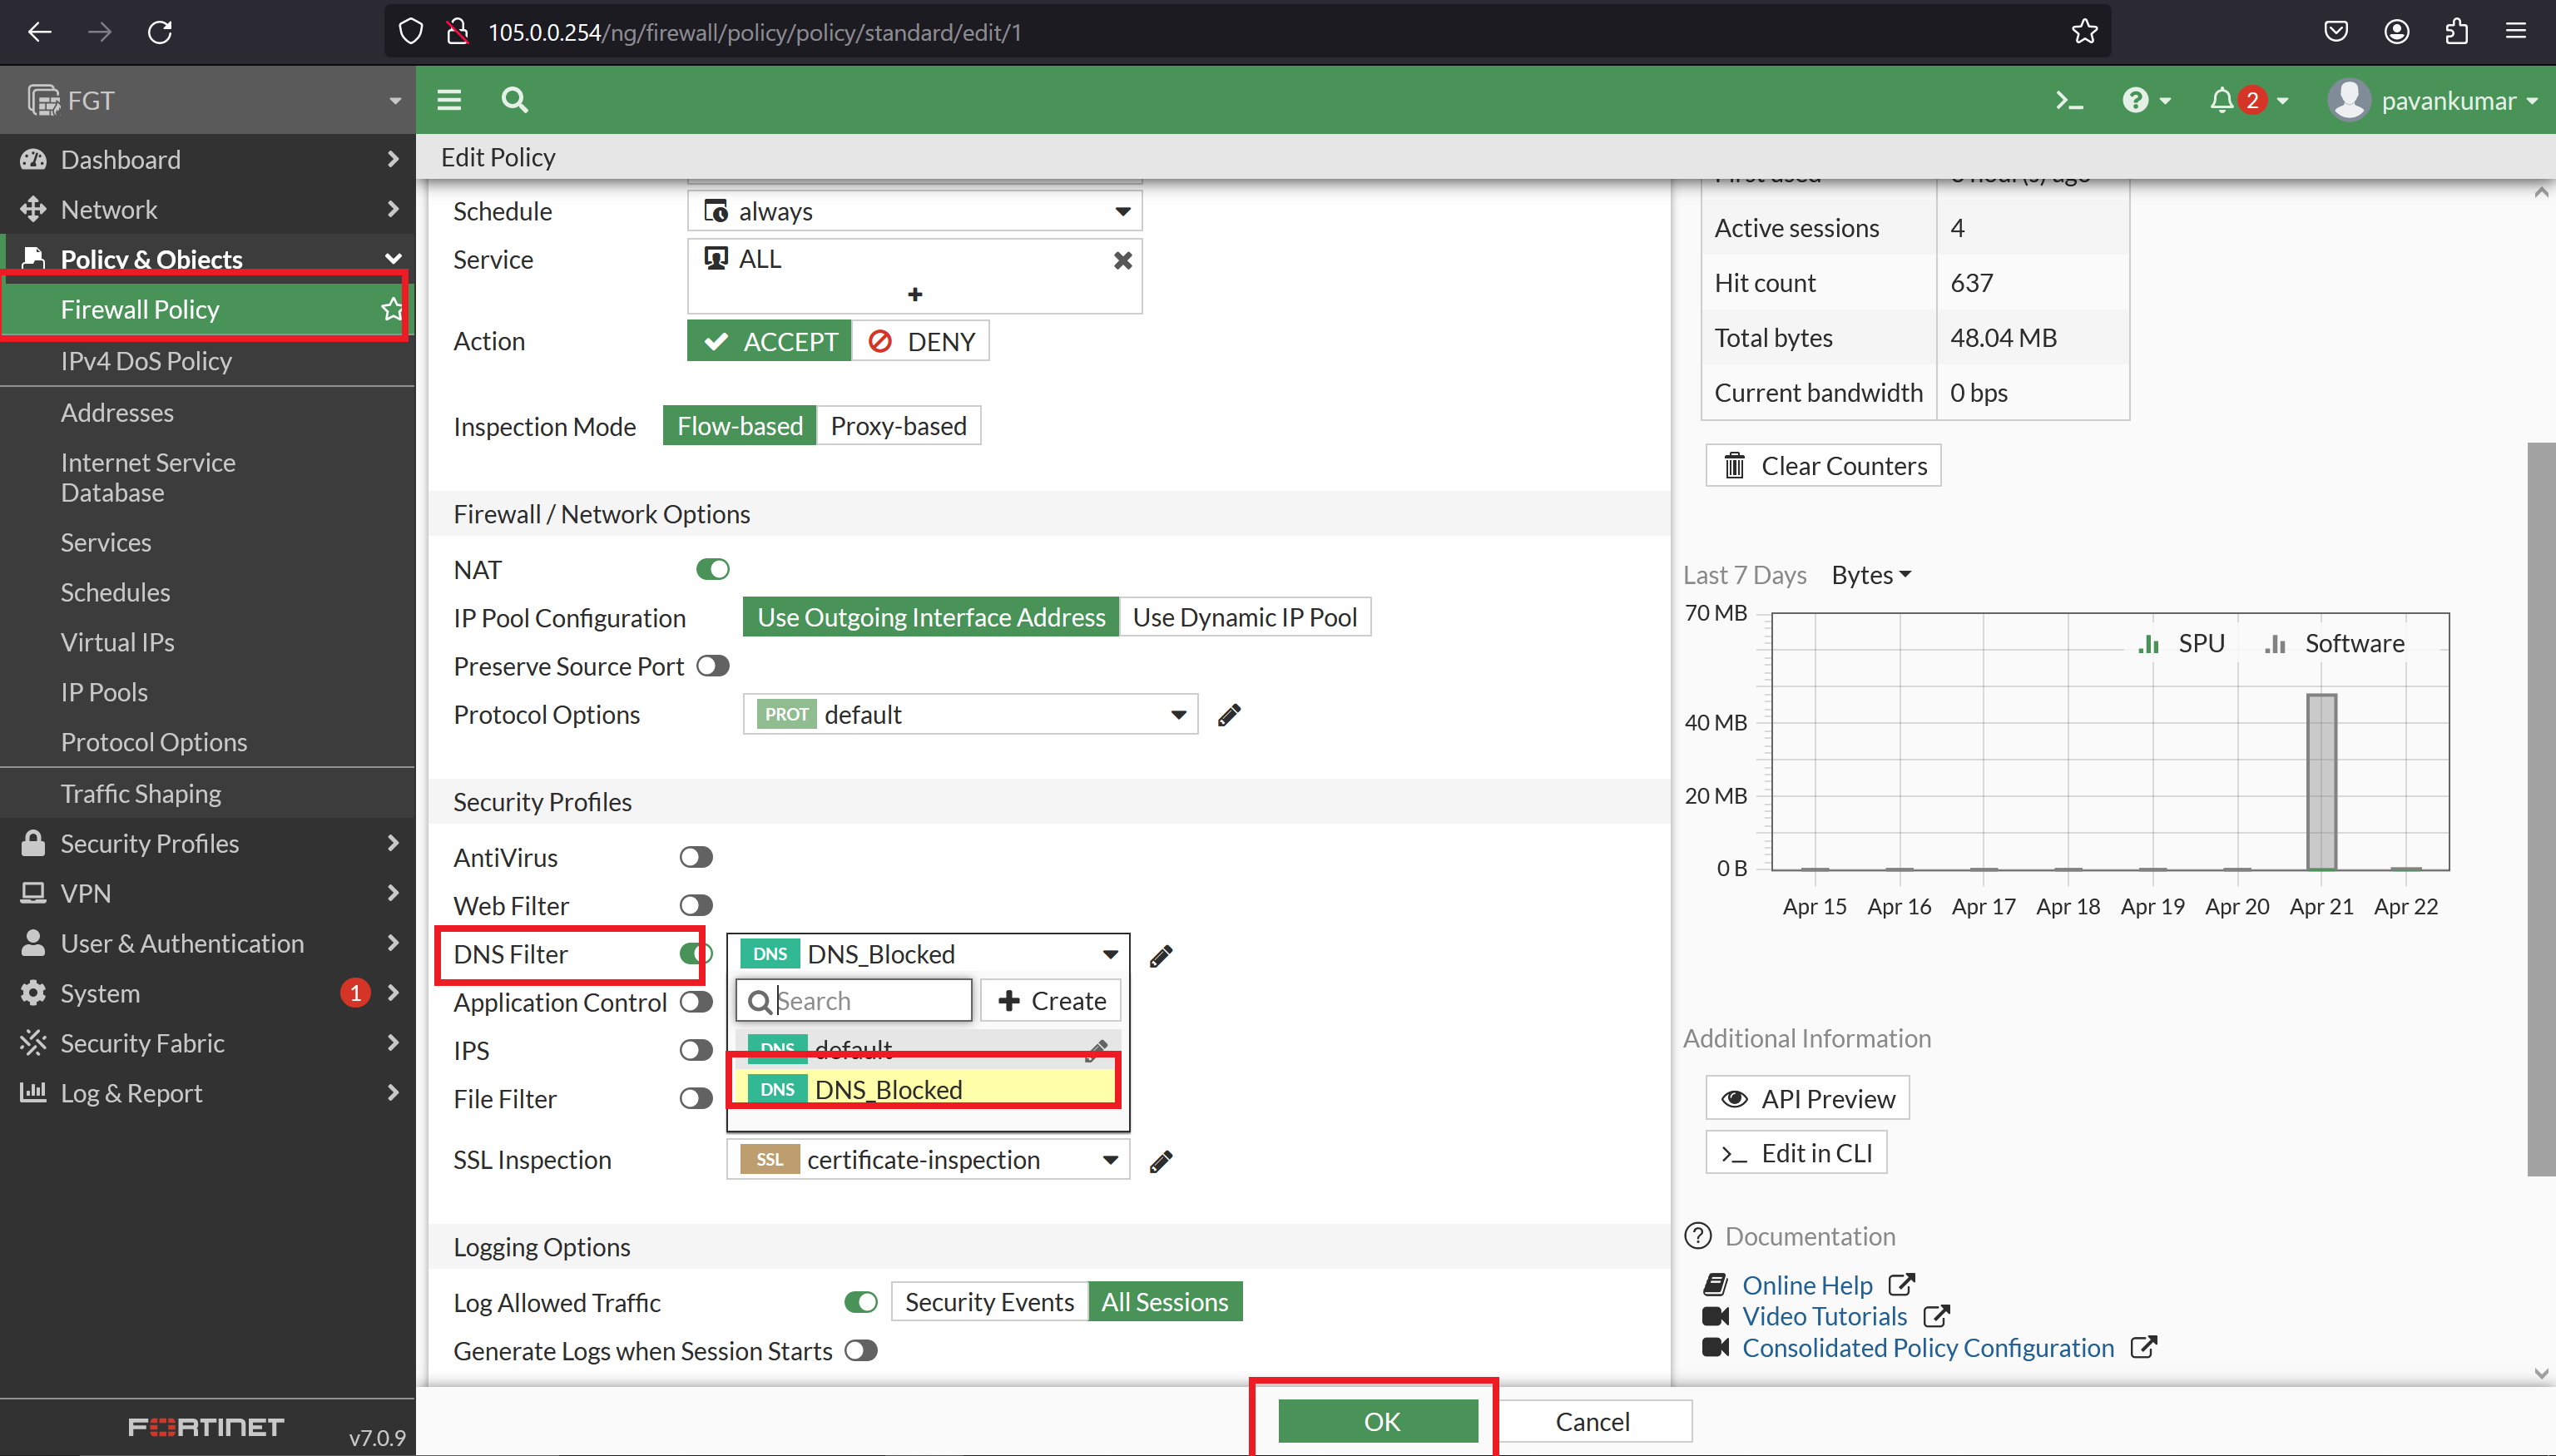 105.0.0.254/ng/firewall/policy/policy/standard/edit/1
FGT
2
pavankumar
Dashboard
Network
Policy & Objects
Firewall Policy
IPv4 DoS Policy
Addresses
Internet Service
Database
Services
Schedules
Virtual IPs
IP Pools
Protocol Options
Traffic Shaping
Security Profiles
VPN
User & Authentication
System 1
Security Fabric
Log & Report
FORTINET v7.0.9
Edit Policy
Schedule always
Service ALL
Action ACCEPT DENY
Inspection Mode Flow-based Proxy-based
Firewall / Network Options
NAT
IP Pool Configuration Use Outgoing Interface Address Use Dynamic IP Pool
Preserve Source Port
Protocol Options PROT default
Security Profiles
AntiVirus
Web Filter
DNS Filter DNS DNS_Blocked
Search Create
Application Control
DNS default
IPS
DNS DNS_Blocked
File Filter
SSL Inspection SSL certificate-inspection
Logging Options
Log Allowed Traffic Security Events All Sessions
Generate Logs when Session Starts
OK Cancel
First used hour(s) ago
Active sessions 4
Hit count 637
Total bytes 48.04 MB
Current bandwidth 0 bps
Clear Counters
Last 7 Days Bytes
70 MB
SPU Software
40 MB
20 MB
0 B
Apr 15 Apr 16 Apr 17 Apr 18 Apr 19 Apr 20 Apr 21 Apr 22
Additional Information
API Preview
Edit in CLI
Documentation
Online Help
Video Tutorials
Consolidated Policy Configuration